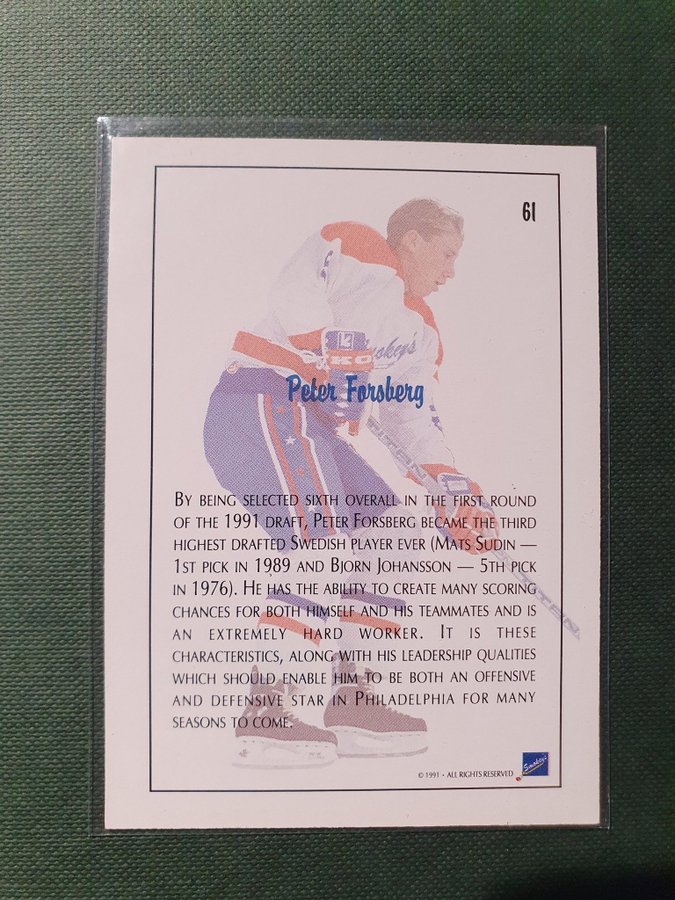 61
Smokey's
KOHO
Peter Forsberg
TITEN
BY BEING SELECTED SIXTH OVERALL IN THE FIRST ROUND
OF THE 1991 DRAFT, PETER FORSBERG BECAME THE THIRD
HIGHEST DRAFTED SWEDISH PLAYER EVER (MATS SUDIN —
1ST PICK IN 1989 AND BJORN JOHANSSON — 5TH PICK
IN 1976). HE HAS THE ABILITY TO CREATE MANY SCORING
CHANCES FOR BOTH HIMSELF AND HIS TEAMMATES AND IS
AN EXTREMELY HARD WORKER. IT IS THESE
CHARACTERISTICS, ALONG WITH HIS LEADERSHIP QUALITIES
WHICH SHOULD ENABLE HIM TO BE BOTH AN OFFENSIVE
AND DEFENSIVE STAR IN PHILADELPHIA FOR MANY
SEASONS TO COME.
© 1991 • ALL RIGHTS RESERVED
Smokey's